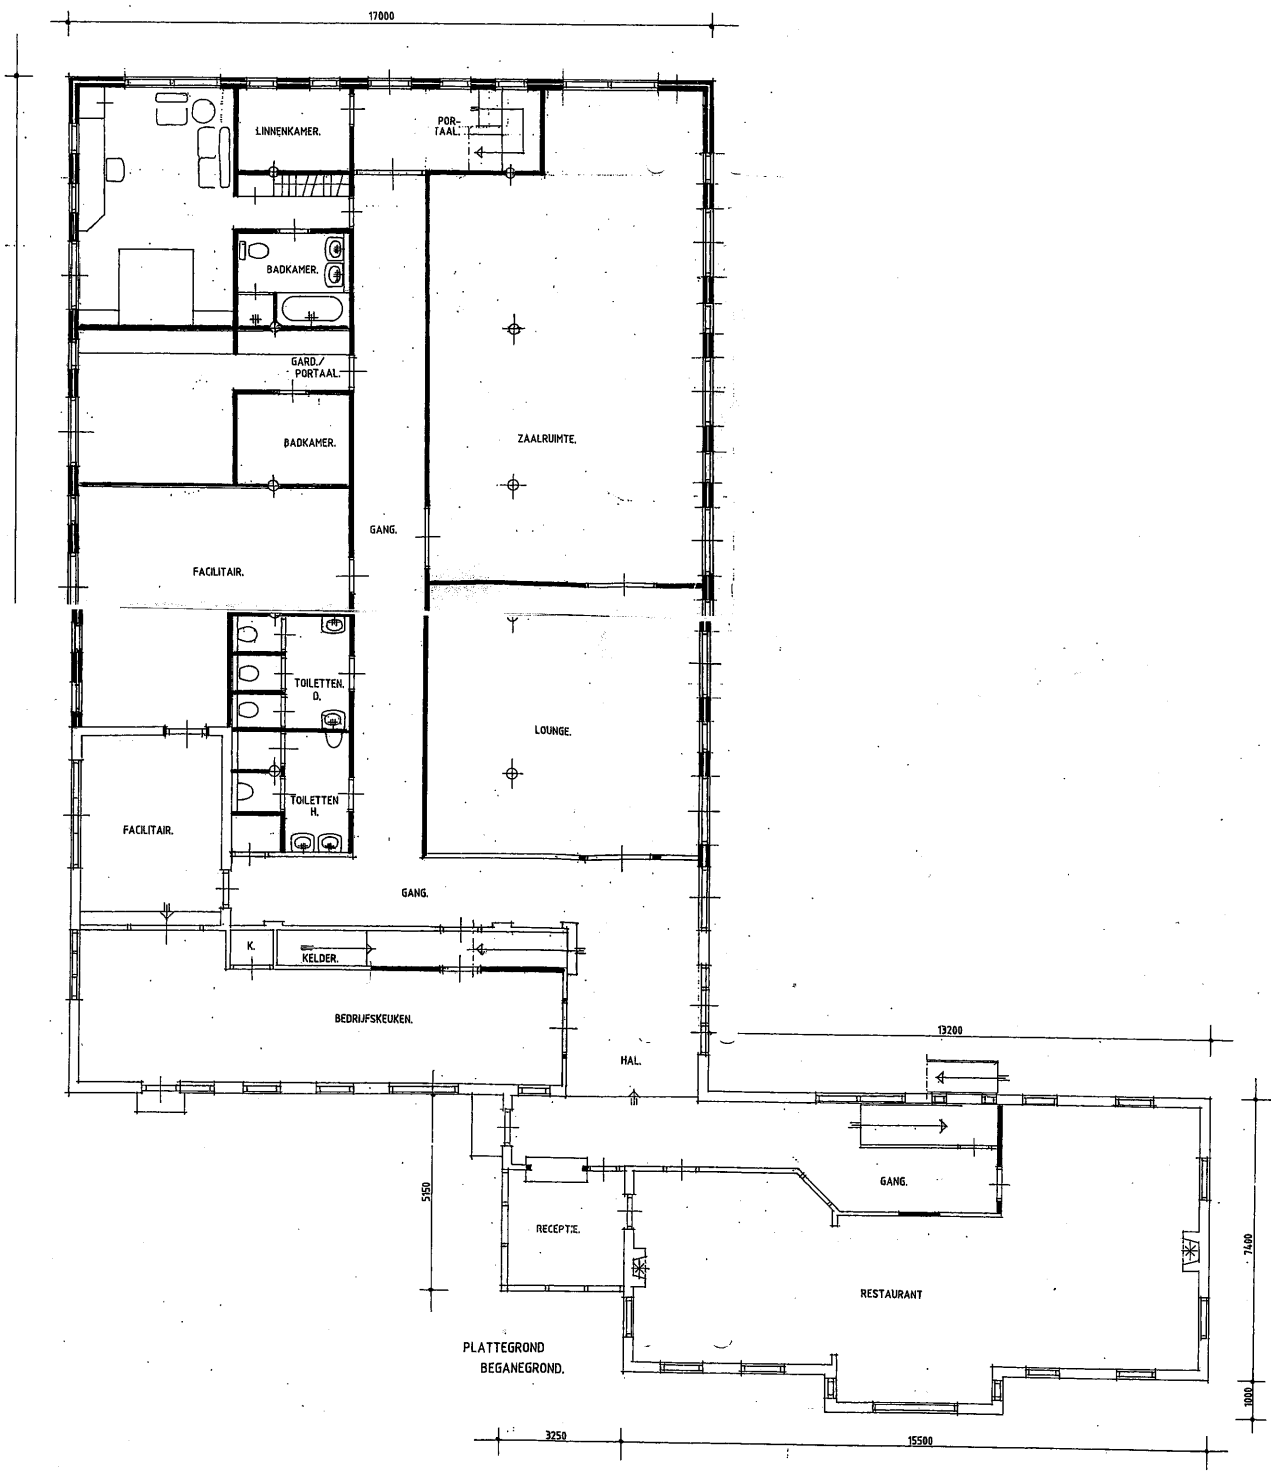 17000
LINNENKAMER.
POR-
TAAL.
BADKAMER.
GARD./
PORTAAL.
BADKAMER.
ZAALRUIMTE.
GANG.
FACILITAIR.
TOILETTEN.
D.
LOUNGE.
TOILETTEN
H.
FACILITAIR.
GANG.
K.
KELDER.
BEDRIJFSKEUKEN.
HAL.
13200
5150
GANG.
RECEPTIE.
7400
RESTAURANT
PLATTEGROND
BEGANEGROND.
1000
3250
15500